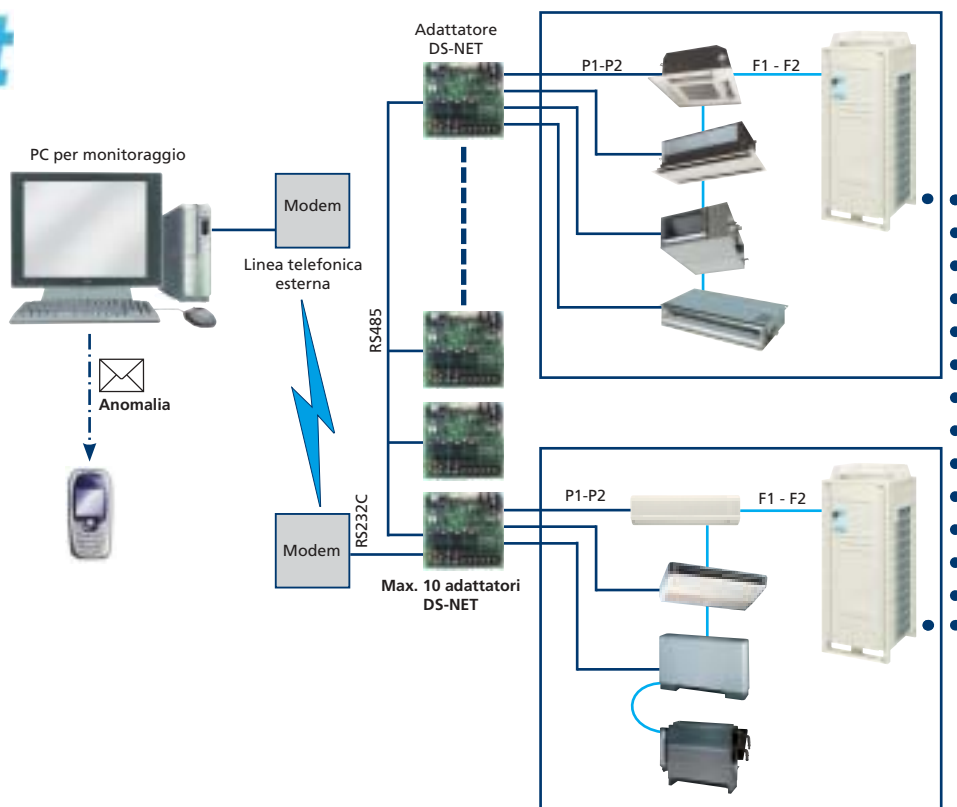 Adattatore
DS-NET
P1-P2
F1 - F2
PC per monitoraggio
Modem
Linea telefonica
esterna
RS485
Anomalia
RS232C
Modem
Max. 10 adattatori
DS-NET
P1-P2
F1 - F2